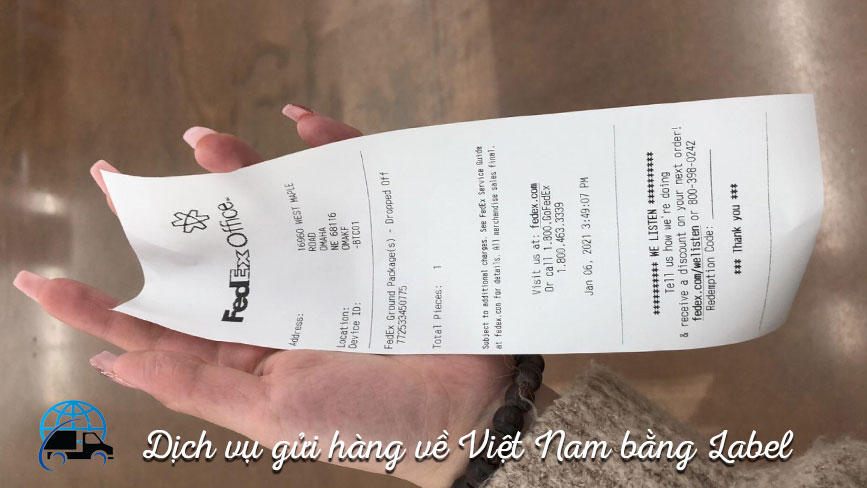 FedEx Office.
Address: 16960 WEST MAPLE
ROAD
OMAHA
NE 68116
Location: OMAKF
Device ID: -BTC01
FedEx Ground Package(s) - Dropped Off
772533450775
Total Pieces: 1
Subject to additional charges. See FedEx Service Guide
at fedex.com for details. All merchandise sales final.
Visit us at: fedex.com
Or call 1.800.GoFedEx
1.800.463.3339
Jan 06, 2021 3:49:07 PM
********** WE LISTEN **********
Tell us how we're doing
& receive a discount on your next order!
fedex.com/welisten or 800-398-0242
Redemption Code: ________
*** Thank you ***
Dịch vụ gửi hàng về Việt Nam bằng Label